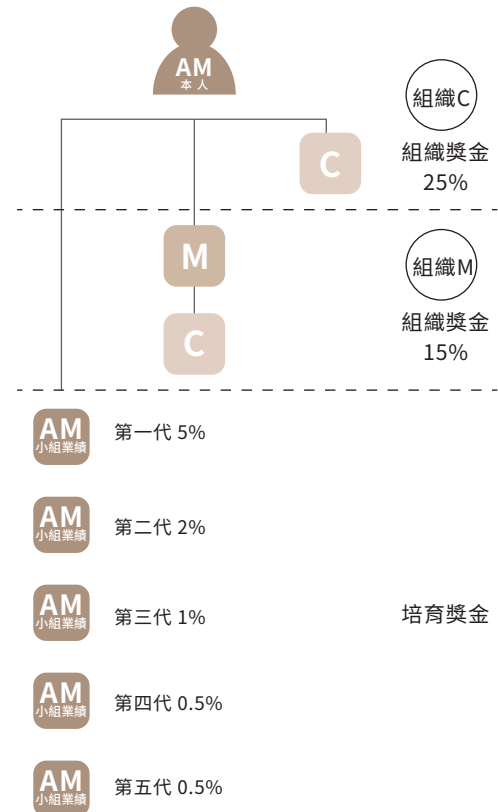 AM
本人
組織C
C
組織獎金
25%
M
組織M
C
組織獎金
15%
AM
小組業績
第一代 5%
AM
小組業績
第二代 2%
AM
小組業績
第三代 1%
培育獎金
AM
小組業績
第四代 0.5%
AM
小組業績
第五代 0.5%